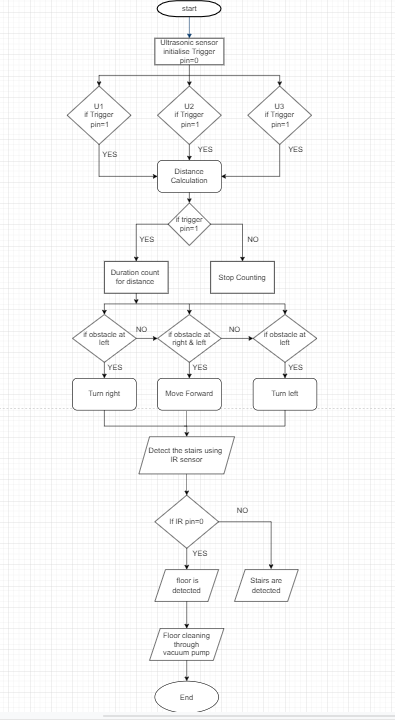 start
Ultrasonic sensor
initialise Trigger
pin=0
U1
if Trigger
pin=1
U2
if Trigger
pin=1
U3
if Trigger
pin=1
YES
YES
YES
Distance
Calculation
if trigger
pin=1
YES
NO
Duration count
for distance
Stop Counting
if obstacle at
left
NO
if obstacle at
right & left
NO
if obstacle at
left
YES
YES
YES
Turn right
Move Forward
Turn left
Detect the stairs using
IR sensor
If IR pin=0
NO
YES
floor is
detected
Stairs are
detected
Floor cleaning
through
vacuum pump
End